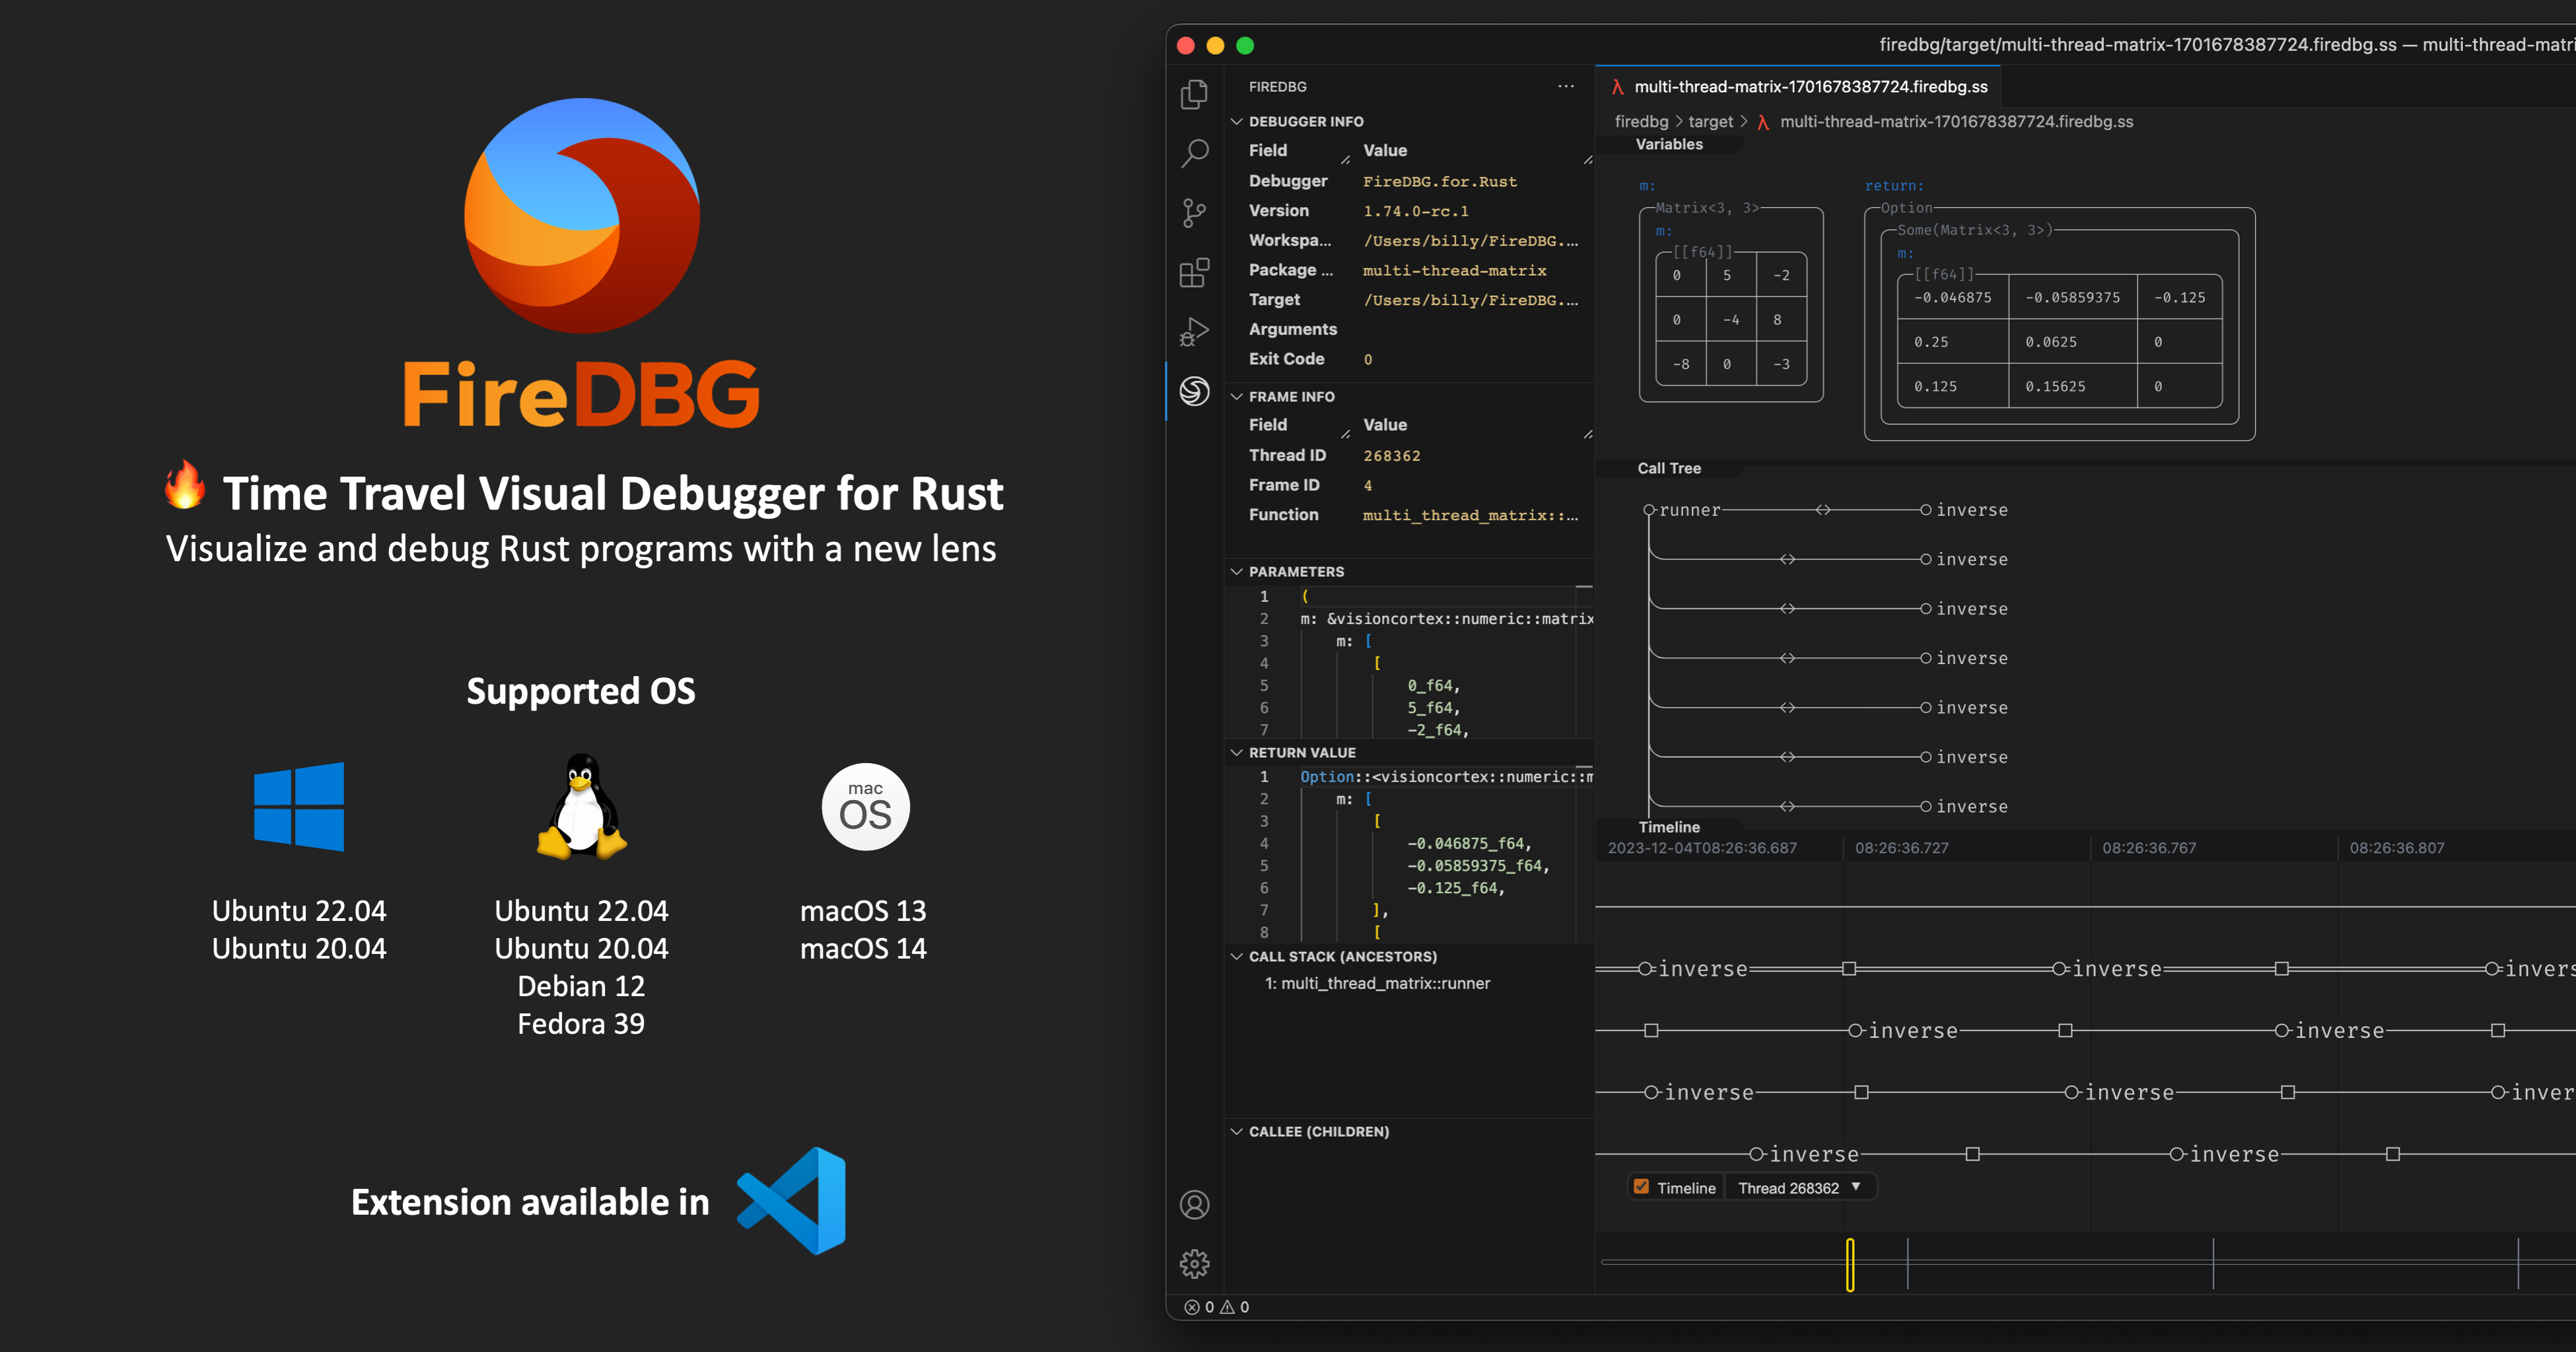 FireDBG
Time Travel Visual Debugger for Rust
Visualize and debug Rust programs with a new lens
Supported OS
mac
OS
Ubuntu 22.04
Ubuntu 20.04
Ubuntu 22.04
Ubuntu 20.04
Debian 12
Fedora 39
macOS 13
macOS 14
Extension available in
firedbg/target/multi-thread-matrix-1701678387724.firedbg.ss — multi-thread-matri
FIREDBG ···
DEBUGGER INFO
Field Value
Debugger FireDBG.for.Rust
Version 1.74.0-rc.1
Workspa... /Users/billy/FireDBG....
Package ... multi-thread-matrix
Target /Users/billy/FireDBG....
Arguments
Exit Code 0
FRAME INFO
Field Value
Thread ID 268362
Frame ID 4
Function multi_thread_matrix::...
PARAMETERS
1 (
2 m: &visioncortex::numeric::matrix
3 m: [
4 [
5 0_f64,
6 5_f64,
7 -2_f64,
RETURN VALUE
1 Option::<visioncortex::numeric::m
2 m: [
3 [
4 -0.046875_f64,
5 -0.05859375_f64,
6 -0.125_f64,
7 ],
8 [
CALL STACK (ANCESTORS)
1: multi_thread_matrix::runner
CALLEE (CHILDREN)
0 0
λ multi-thread-matrix-1701678387724.firedbg.ss
firedbg > target > λ multi-thread-matrix-1701678387724.firedbg.ss
Variables
m:
Matrix<3, 3>
m:
[[f64]]
0 5 -2
0 -4 8
-8 0 -3
return:
Option
Some(Matrix<3, 3>)
m:
[[f64]]
-0.046875 -0.05859375 -0.125
0.25 0.0625 0
0.125 0.15625 0
Call Tree
runner <> inverse
<> inverse
<> inverse
<> inverse
<> inverse
<> inverse
<> inverse
Timeline
2023-12-04T08:26:36.687 08:26:36.727 08:26:36.767 08:26:36.807
inverse inverse invers
inverse inverse
inverse inverse inver
inverse inverse
Timeline Thread 268362